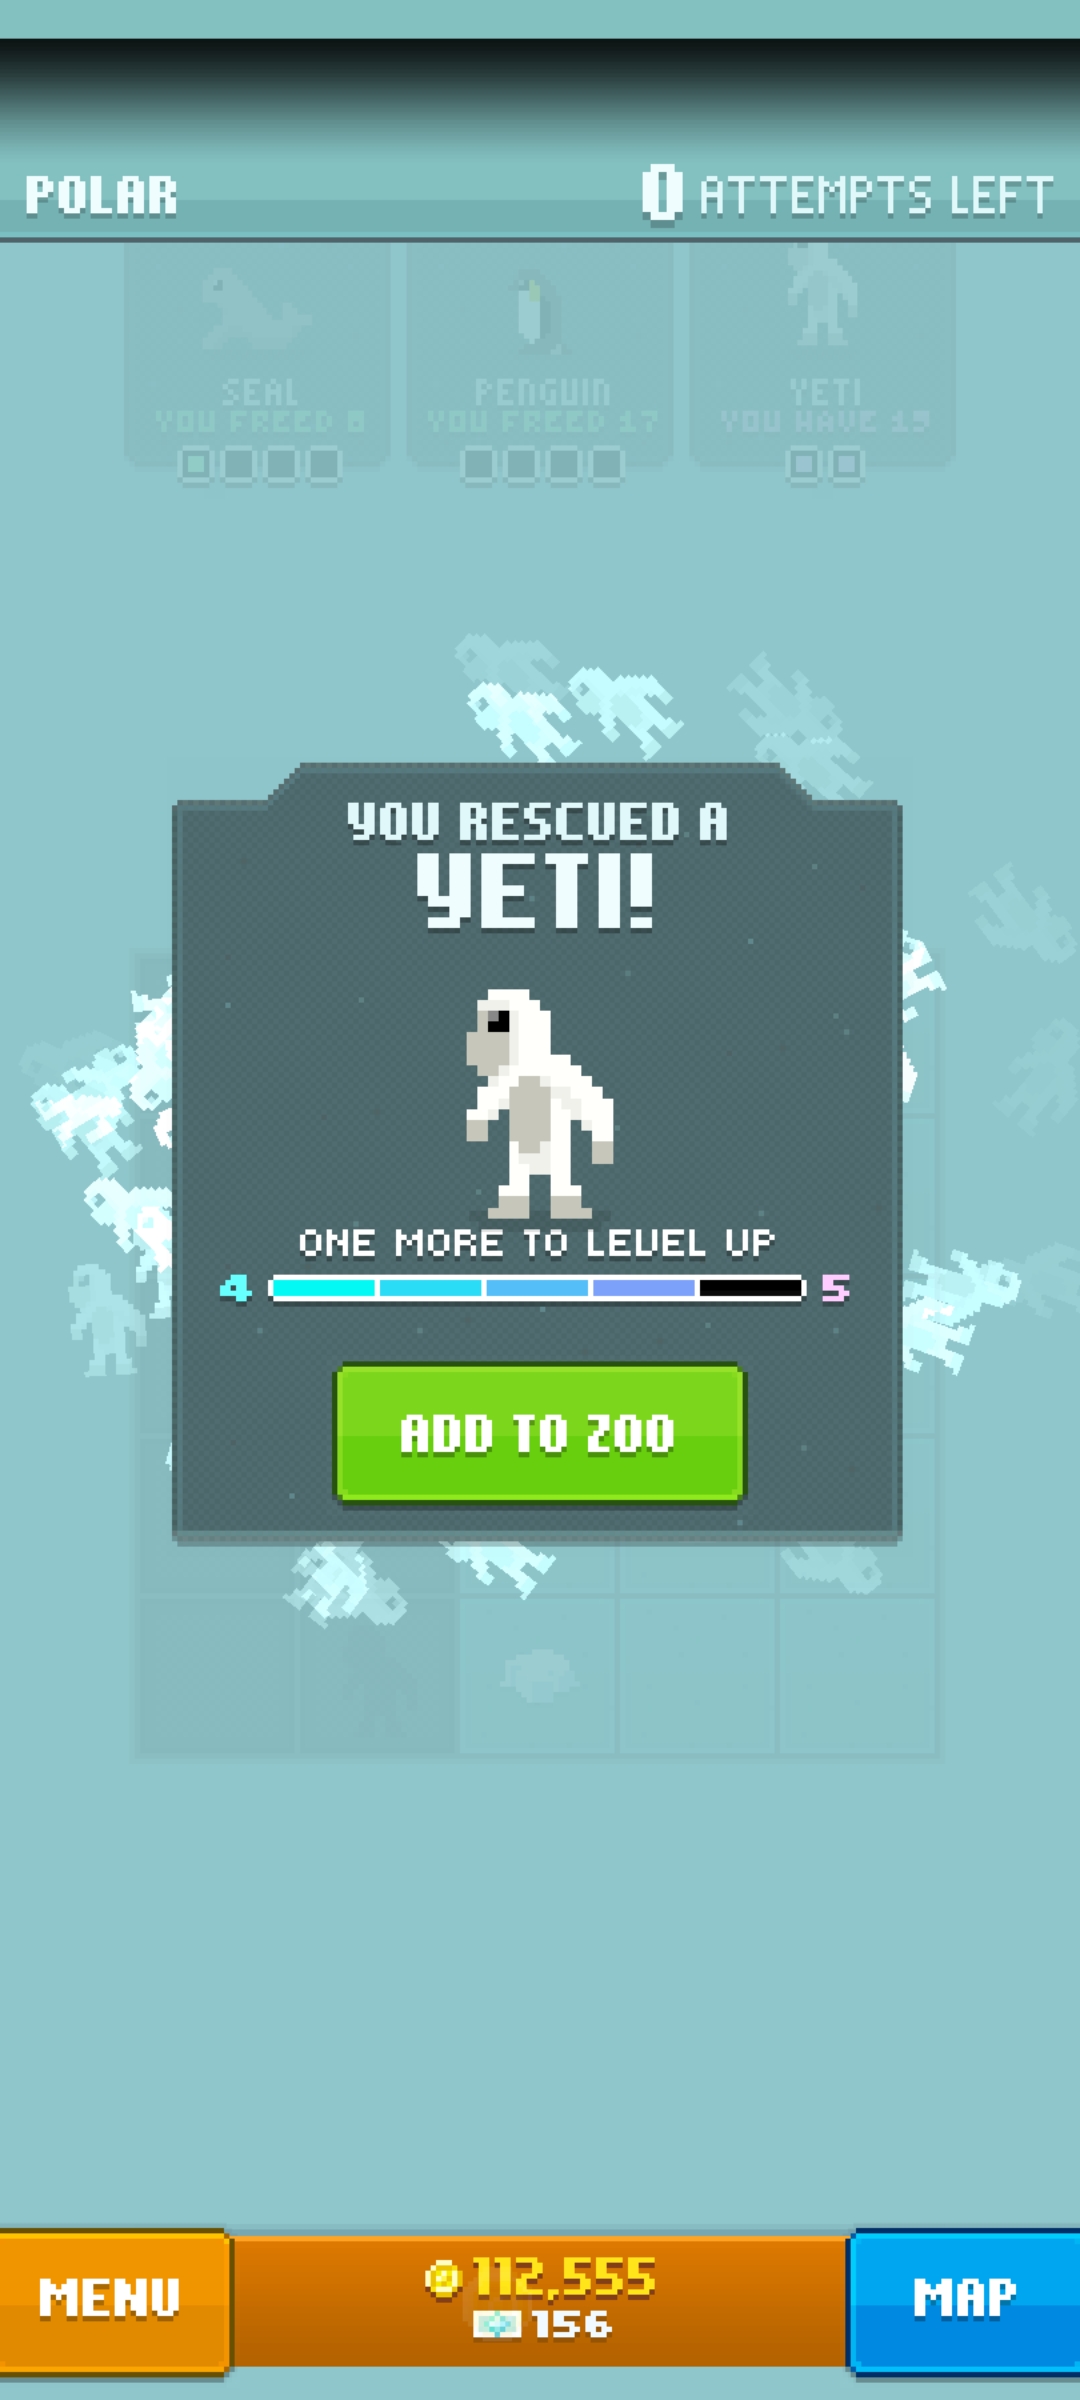 POLAR
0 ATTEMPTS LEFT
SEAL
PENGUIN
YETI
YOU FREED 8
YOU FREED 17
YOU HAVE 19
YOU RESCUED A
YETI!
ONE MORE TO LEVEL UP
4
5
ADD TO ZOO
MENU
112,555
156
MAP